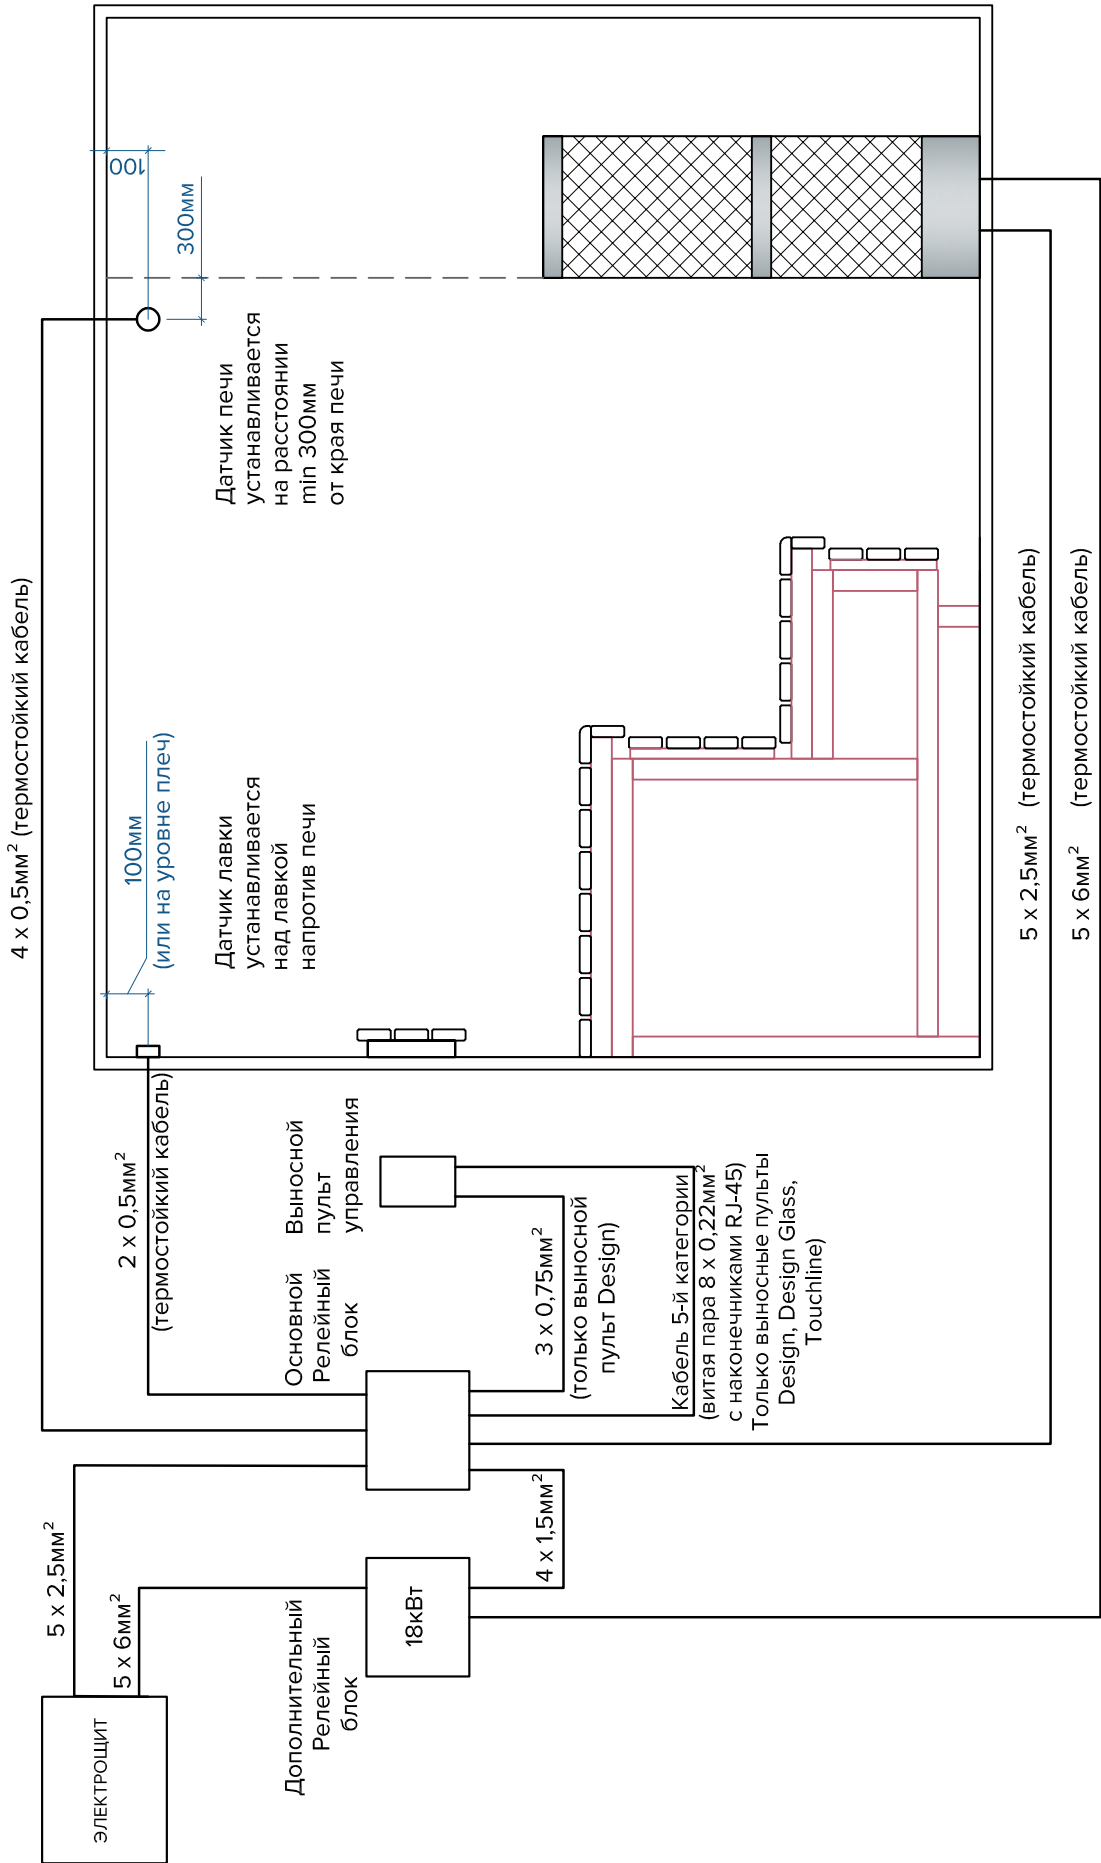 4 x 0,5мм² (термостойкий кабель)
2 x 0,5мм²
(термостойкий кабель)
100мм
(или на уровне плеч)
100
300мм
Датчик лавки
устанавливается
над лавкой
напротив печи
Датчик печи
устанавливается
на расстоянии
min 300мм
от края печи
5 x 2,5мм²
5 x 6мм²
ЭЛЕКТРОЩИТ
Дополнительный
Релейный
блок
18кВт
Основной
Релейный
блок
Выносной
пульт
управления
4 x 1,5мм²
3 x 0,75мм²
(только выносной
пульт Design)
Кабель 5-й категории
(витая пара 8 x 0,22мм²
с наконечниками RJ-45)
Только выносные пульты
Design, Design Glass,
Touchline)
5 x 2,5мм² (термостойкий кабель)
5 x 6мм² (термостойкий кабель)